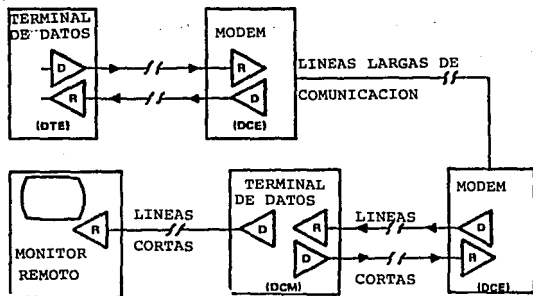 TERMINAL
DE DATOS
MODEM
D
R
R
D
(DTE)
(DCE)
LINEAS LARGAS DE
COMUNICACION
MONITOR
REMOTO
R
LINEAS
CORTAS
TERMINAL
DE DATOS
D
R
D
(DCM)
LINEAS
CORTAS
MODEM
D
R
(DCE)